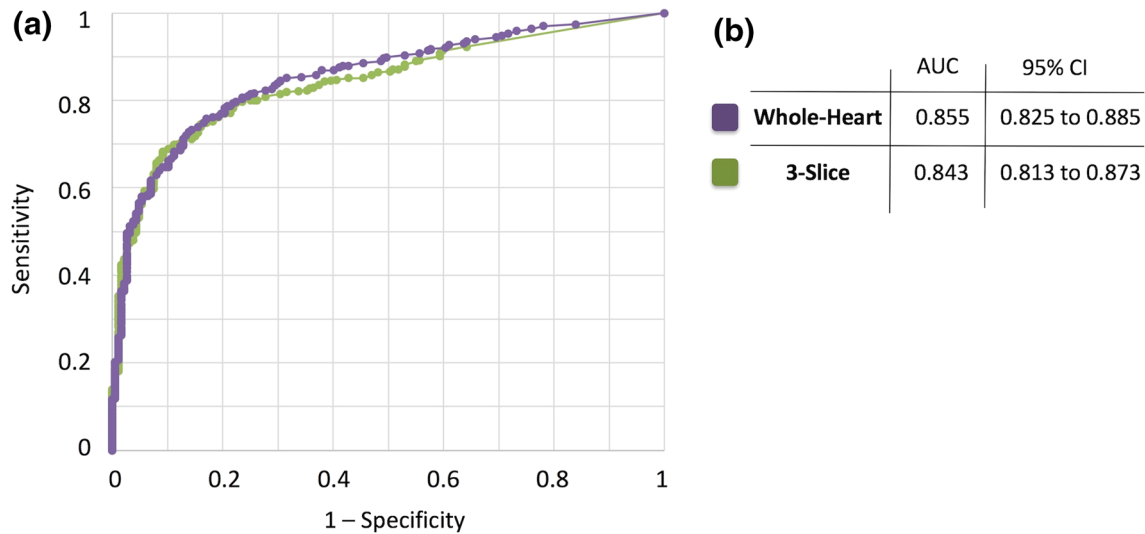 (a)
1
0.8
0.6
0.4
0.2
0
Sensitivity
0 0.2 0.4 0.6 0.8 1
1 – Specificity
(b)
AUC 95% CI
Whole-Heart 0.855 0.825 to 0.885
3-Slice 0.843 0.813 to 0.873